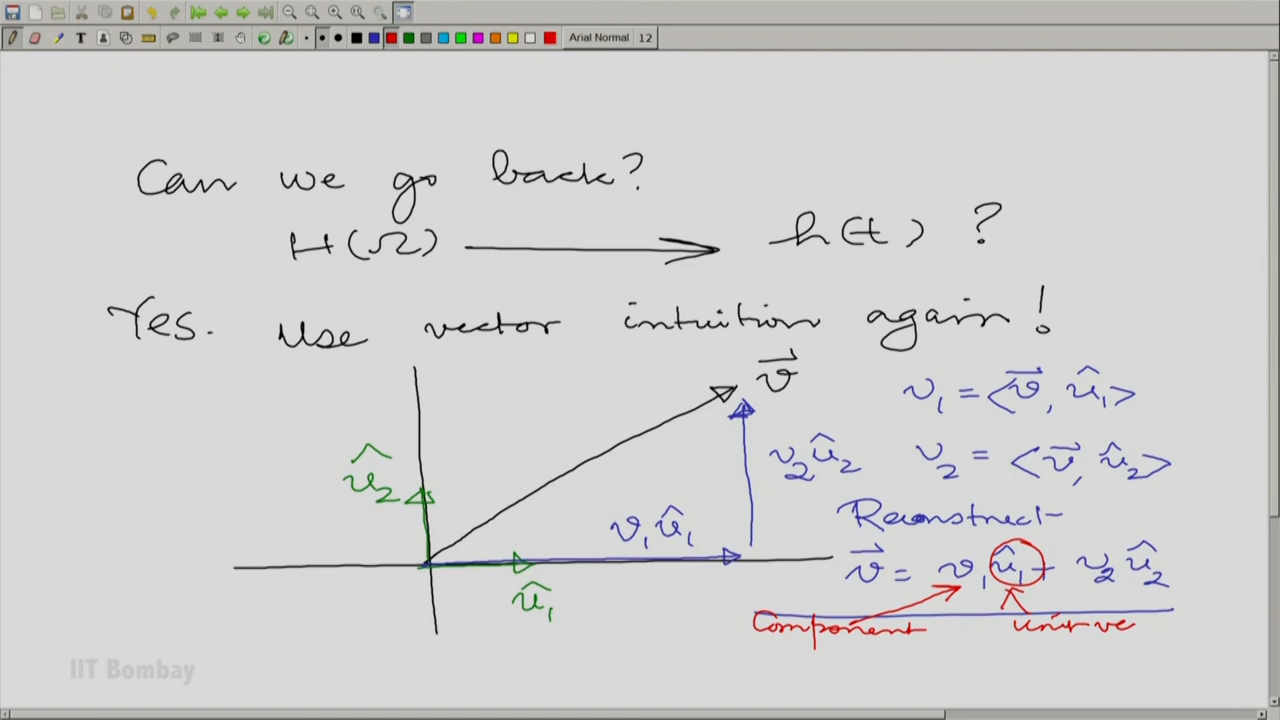 Arial Normal 12
Can we go back?
H(Ω) → h(t) ?
Yes. Use vector intuition again!
v⃗
v₁ = <v⃗, û₁>
û₂
v₂û₂
v₂ = <v⃗, û₂>
Reconstruct
v₁û₁
v⃗ = v₁û₁ + v₂û₂
û₁
Component
unit ve
IIT Bombay